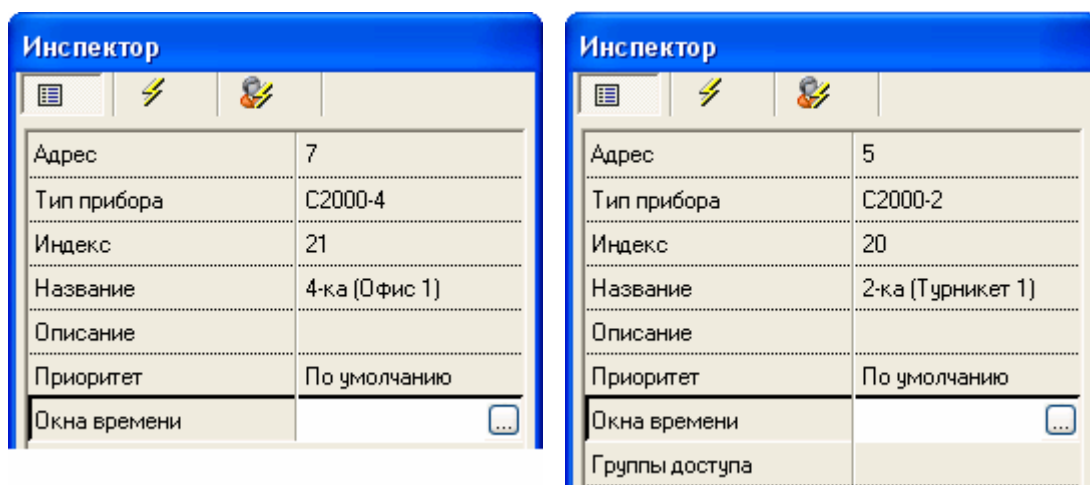 Инспектор
Адрес 7
Тип прибора С2000-4
Индекс 21
Название 4-ка (Офис 1)
Описание
Приоритет По умолчанию
Окна времени ...
Инспектор
Адрес 5
Тип прибора С2000-2
Индекс 20
Название 2-ка (Турникет 1)
Описание
Приоритет По умолчанию
Окна времени ...
Группы доступа